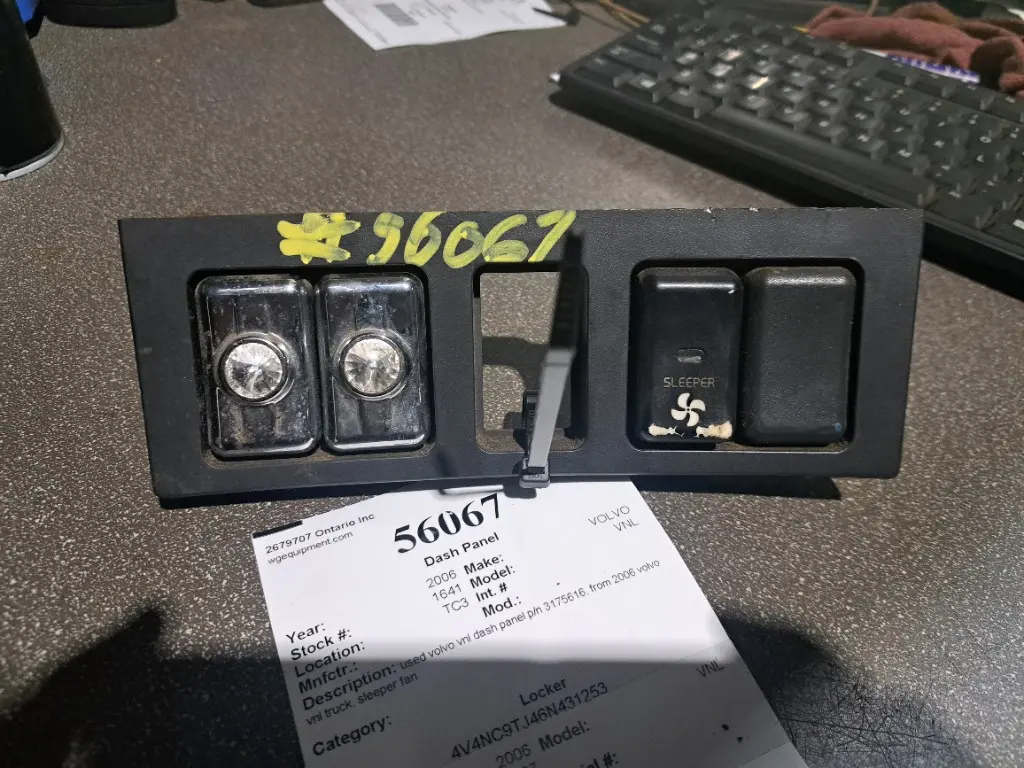 #56067
SLEEPER
2679707 Ontario Inc
wgequipment.com
56067
Dash Panel
VOLVO
VNL
Year: 2006 Make:
Stock #: 1641 Model:
Location: TC3 Int. #
Mnfctr.: Mod.:
Description: used volvo vnl dash panel p/n 3175616, from 2006 volvo
vnl truck, sleeper fan
Category: Locker
4V4NC9TJ46N431253 VNL
2006 Model: